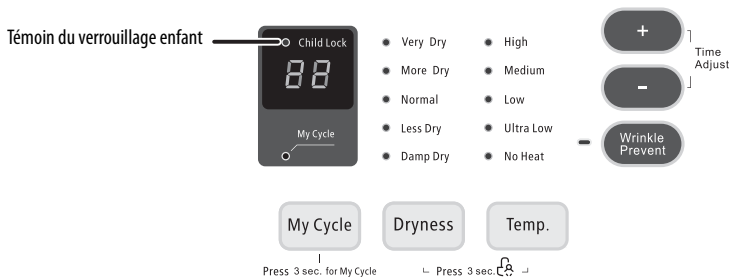 Témoin du verrouillage enfant
Child Lock
88
My Cycle
Very Dry
More Dry
Normal
Less Dry
Damp Dry
High
Medium
Low
Ultra Low
No Heat
+
-
Time
Adjust
Wrinkle
Prevent
My Cycle
Dryness
Temp.
Press 3 sec. for My Cycle
Press 3 sec.